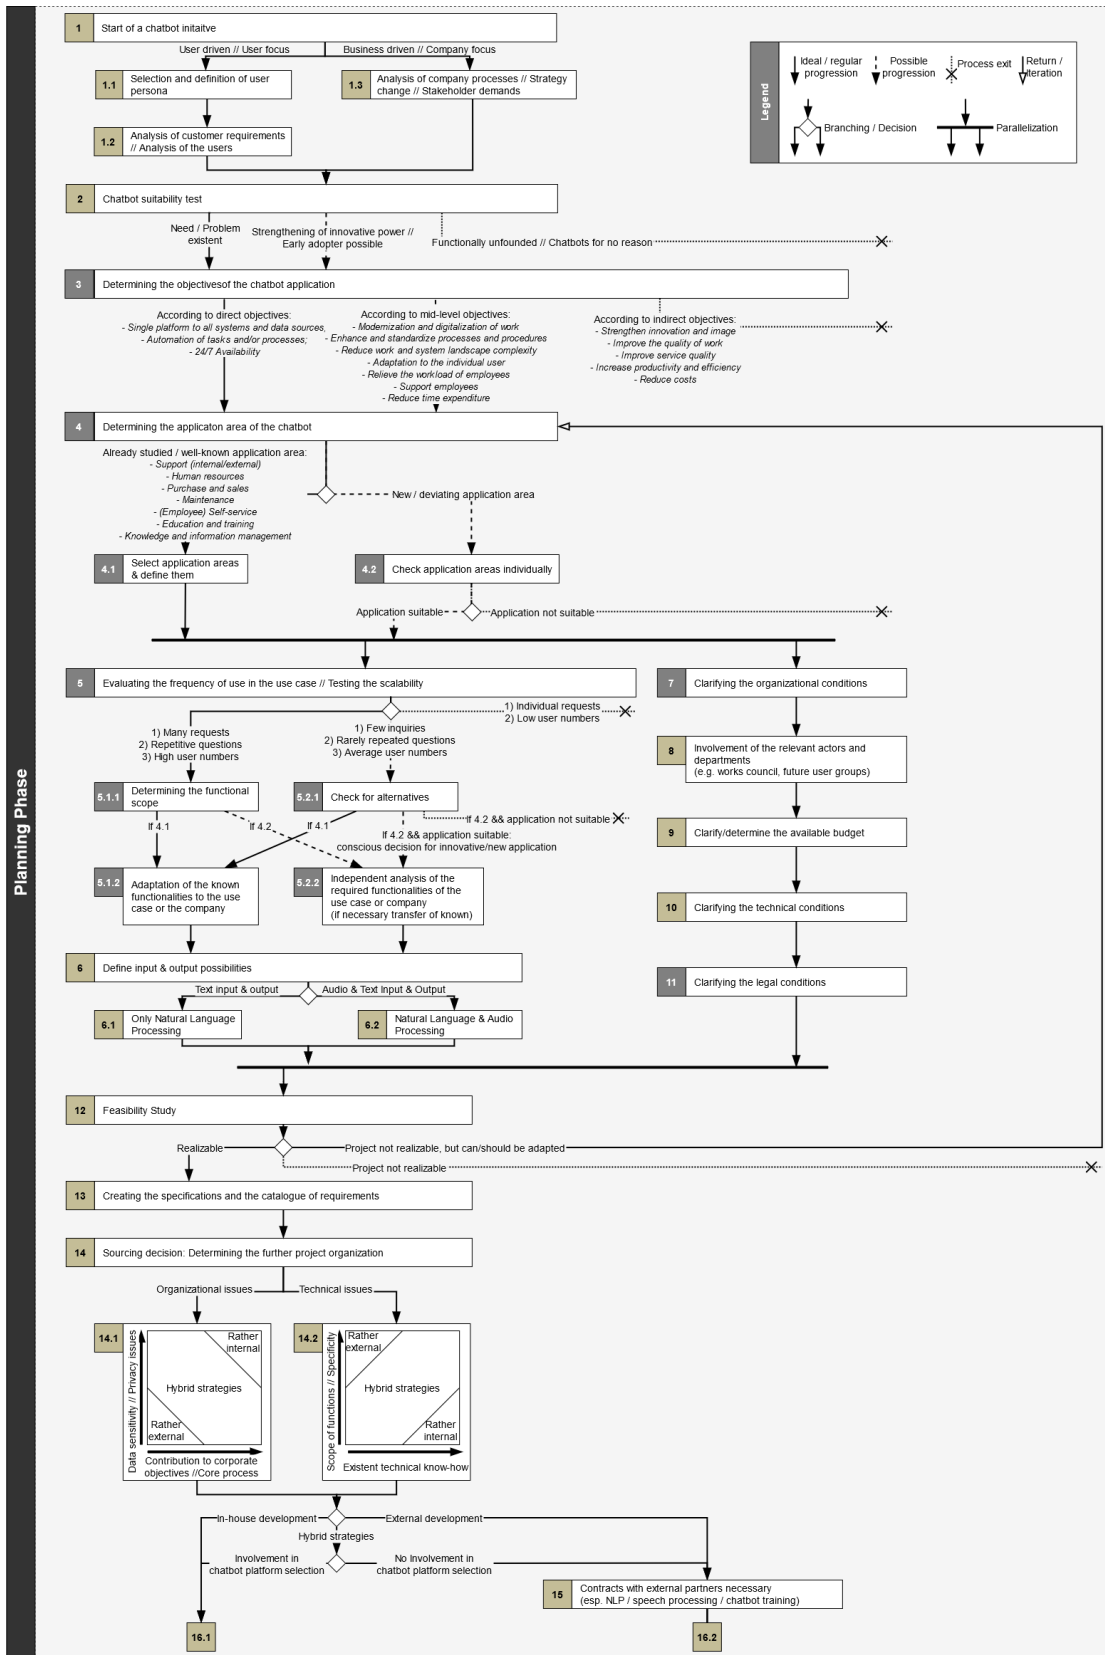 1
Start of a chatbot initaitve
User driven // User focus
Business driven // Company focus
1.1
Selection and definition of user
persona
1.3
Analysis of company processes // Strategy
change // Stakeholder demands
1.2
Analysis of customer requirements
// Analysis of the users
Legend
Ideal / regular
progression
Possible
progression
Process exit
Return /
iteration
Branching / Decision
Parallelization
2
Chatbot suitability test
Need / Problem
existent
Strengthening of innovative power //
Early adopter possible
Functionally unfounded // Chatbots for no reason
3
Determining the objectivesof the chatbot application
According to direct objectives:
- Single platform to all systems and data sources,
- Automation of tasks and/or processes;
- 24/7 Availability
According to mid-level objectives:
- Modernization and digitalization of work
- Enhance and standardize processes and procedures
- Reduce work and system landscape complexity
- Adaptation to the individual user
- Relieve the workload of employees
- Support employees
- Reduce time expenditure
According to indirect objectives:
- Strengthen innovation and image
- Improve the quality of work
- Improve service quality
- Increase productivity and efficiency
- Reduce costs
4
Determining the applicaton area of the chatbot
Already studied / well-known application area:
- Support (internal/external)
- Human resources
- Purchase and sales
- Maintenance
- (Employee) Self-service
- Education and training
- Knowledge and information management
New / deviating application area
4.1
Select application areas
& define them
4.2
Check application areas individually
Application suitable
Application not suitable
5
Evaluating the frequency of use in the use case // Testing the scalability
1) Individual requests
2) Low user numbers
1) Many requests
2) Repetitive questions
3) High user numbers
1) Few inquiries
2) Rarely repeated questions
3) Average user numbers
5.1.1
Determining the functional
scope
5.2.1
Check for alternatives
If 4.1
If 4.2
If 4.1
If 4.2 && application not suitable
If 4.2 && application suitable:
conscious decision for innovative/new application
5.1.2
Adaptation of the known
functionalities to the use
case or the company
5.2.2
Independent analysis of the
required functionalities of the
use case or company
(if necessary transfer of known)
6
Define input & output possibilities
Text input & output
Audio & Text Input & Output
6.1
Only Natural Language
Processing
6.2
Natural Language & Audio
Processing
7
Clarifying the organizational conditions
8
Involvement of the relevant actors and
departments
(e.g. works council, future user groups)
9
Clarify/determine the available budget
10
Clarifying the technical conditions
11
Clarifying the legal conditions
Planning Phase
12
Feasibility Study
Realizable
Project not realizable, but can/should be adapted
Project not realizable
13
Creating the specifications and the catalogue of requirements
14
Sourcing decision: Determining the further project organization
Organizational issues
Technical issues
14.1
Data sensitivity // Privacy issues
Rather
internal
Hybrid strategies
Rather
external
Contribution to corporate
objectives //Core process
14.2
Scope of functions // Specificity
Rather
external
Hybrid strategies
Rather
internal
Existent technical know-how
In-house development
External development
Hybrid strategies
Involvement in
chatbot platform selection
No Involvement in
chatbot platform selection
15
Contracts with external partners necessary
(esp. NLP / speech processing / chatbot training)
16.1
16.2